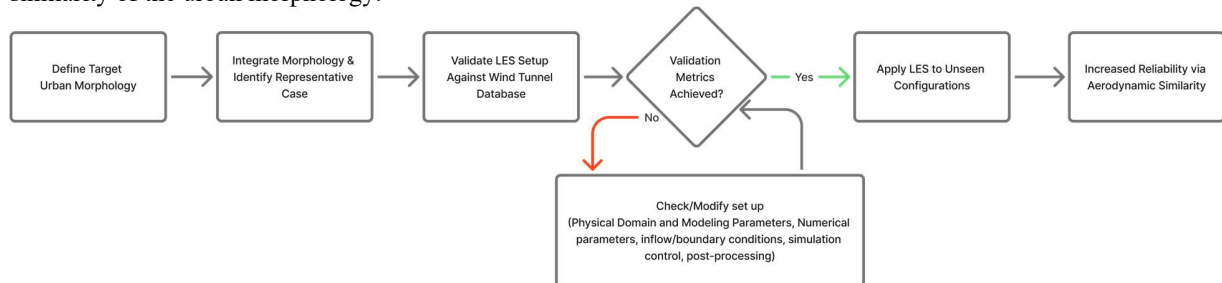 similarity of the urban morphology.
Define Target
Urban Morphology
Integrate Morphology &
Identify Representative
Case
Validate LES Setup
Against Wind Tunnel
Database
Validation
Metrics
Achieved?
Yes
Apply LES to Unseen
Configurations
Increased Reliability via
Aerodynamic Similarity
No
Check/Modify set up
(Physical Domain and Modeling Parameters, Numerical
parameters, inflow/boundary conditions, simulation
control, post-processing)